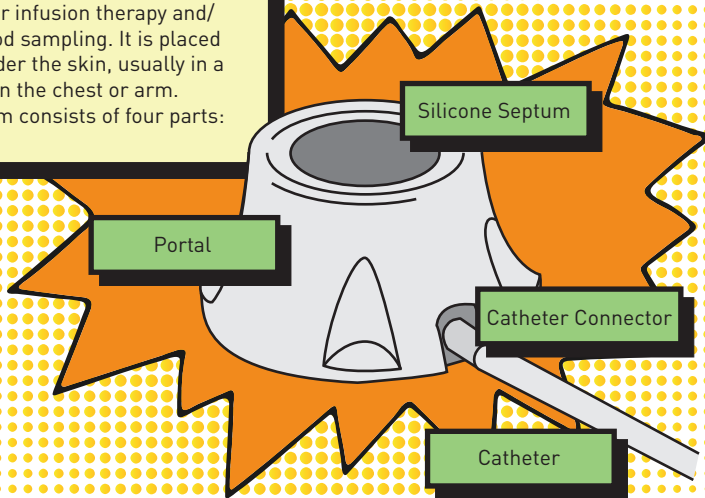 r infusion therapy and/
od sampling. It is placed
der the skin, usually in a
n the chest or arm.
m consists of four parts:
Silicone Septum
Portal
Catheter Connector
Catheter